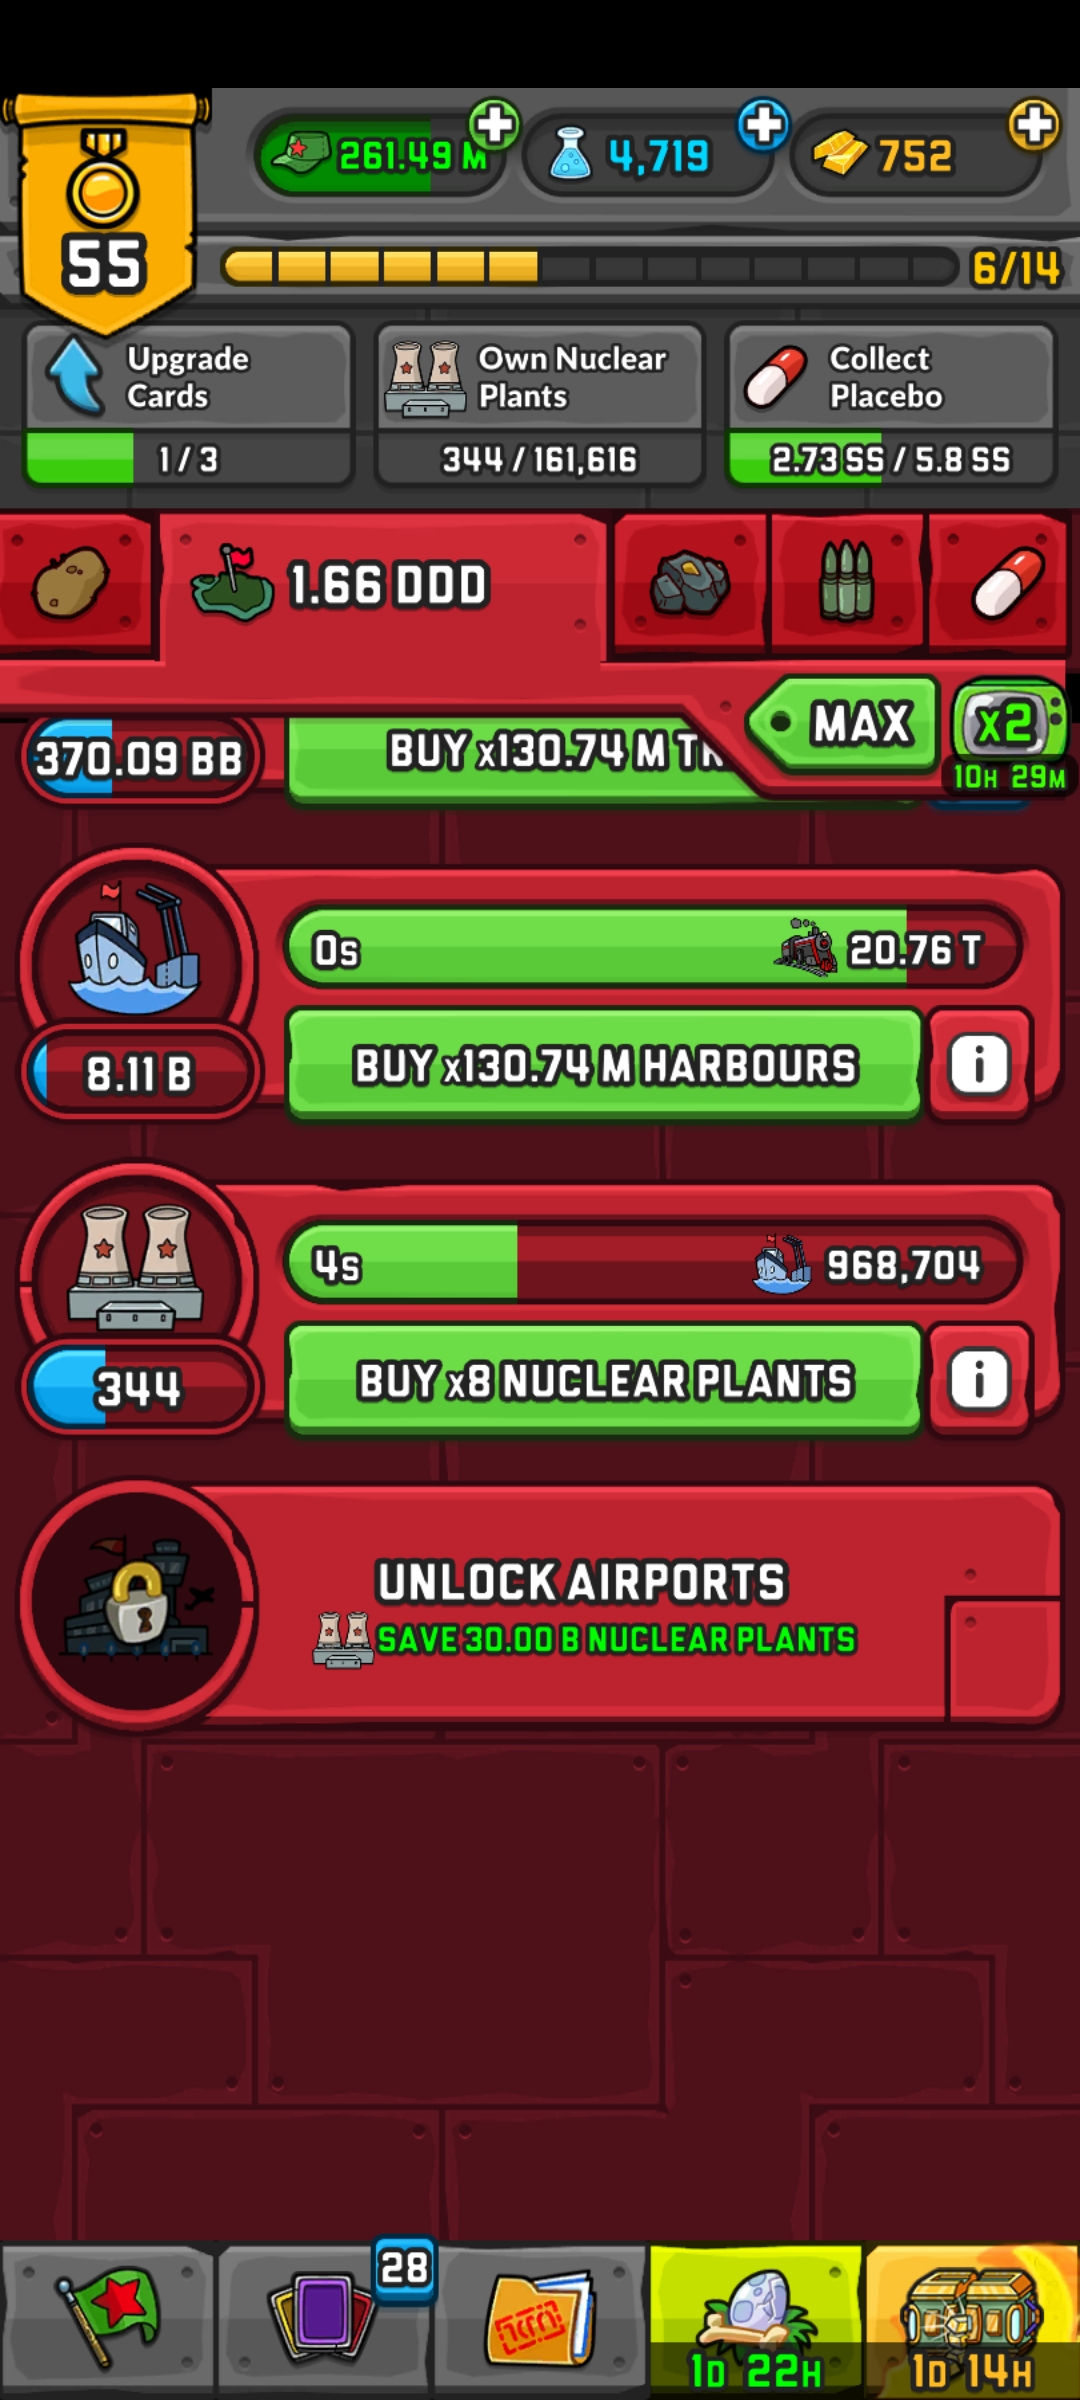 261.49 M
4,719
752
55
6/14
Upgrade
Cards
1 / 3
Own Nuclear
Plants
344 / 161,616
Collect
Placebo
2.73 SS / 5.8 SS
1.66 DDD
MAX
x2
10H 29M
370.09 BB
BUY x130.74 M
0s
20.76 T
8.11 B
BUY x130.74 M HARBOURS
i
4s
968,704
344
BUY x8 NUCLEAR PLANTS
i
UNLOCK AIRPORTS
SAVE 30.00 B NUCLEAR PLANTS
28
1D 22H
1D 14H